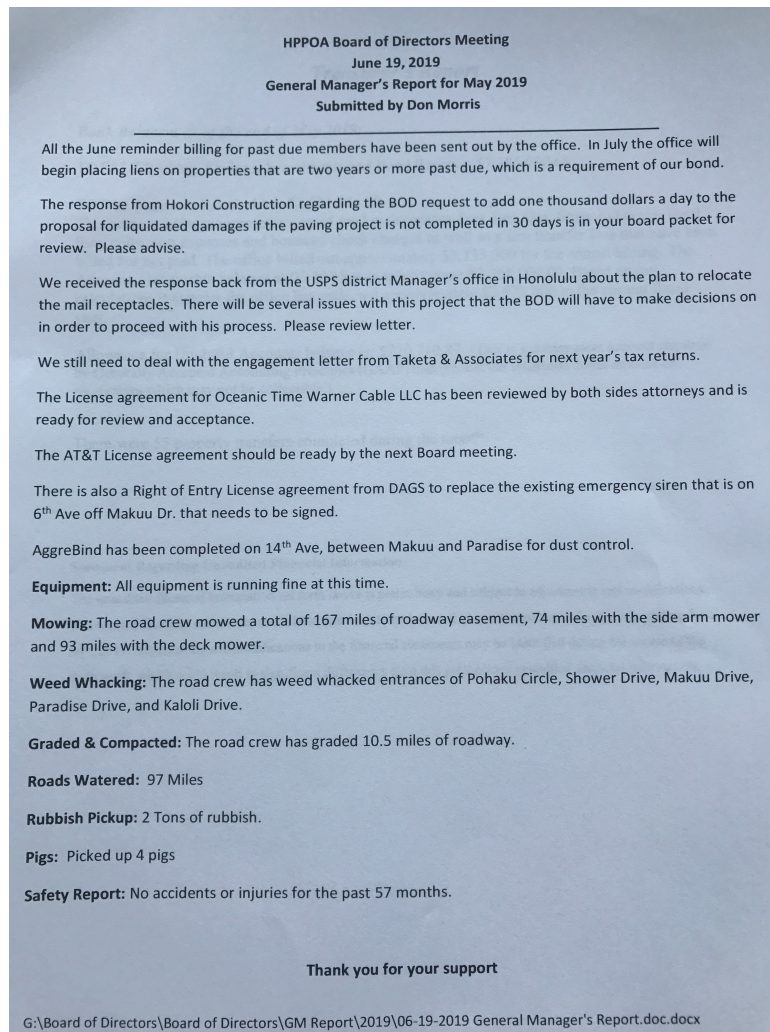 HPPOA Board of Directors Meeting
June 19, 2019
General Manager's Report for May 2019
Submitted by Don Morris
All the June reminder billing for past due members have been sent out by the office. In July the office will
begin placing liens on properties that are two years or more past due, which is a requirement of our bond.
The response from Hokori Construction regarding the BOD request to add one thousand dollars a day to the
proposal for liquidated damages if the paving project is not completed in 30 days is in your board packet for
review. Please advise.
We received the response back from the USPS district Manager's office in Honolulu about the plan to relocate
the mail receptacles. There will be several issues with this project that the BOD will have to make decisions on
in order to proceed with his process. Please review letter.
We still need to deal with the engagement letter from Taketa & Associates for next year's tax returns.
The License agreement for Oceanic Time Warner Cable LLC has been reviewed by both sides attorneys and is
ready for review and acceptance.
The AT&T License agreement should be ready by the next Board meeting.
There is also a Right of Entry License agreement from DAGS to replace the existing emergency siren that is on
6th Ave off Makuu Dr. that needs to be signed.
AggreBind has been completed on 14th Ave, between Makuu and Paradise for dust control.
Equipment: All equipment is running fine at this time.
Mowing: The road crew mowed a total of 167 miles of roadway easement, 74 miles with the side arm mower
and 93 miles with the deck mower.
Weed Whacking: The road crew has weed whacked entrances of Pohaku Circle, Shower Drive, Makuu Drive,
Paradise Drive, and Kaloli Drive.
Graded & Compacted: The road crew has graded 10.5 miles of roadway.
Roads Watered: 97 Miles
Rubbish Pickup: 2 Tons of rubbish.
Pigs: Picked up 4 pigs
Safety Report: No accidents or injuries for the past 57 months.
Thank you for your support
G:\Board of Directors\Board of Directors\GM Report\2019\06-19-2019 General Manager's Report.doc.docx